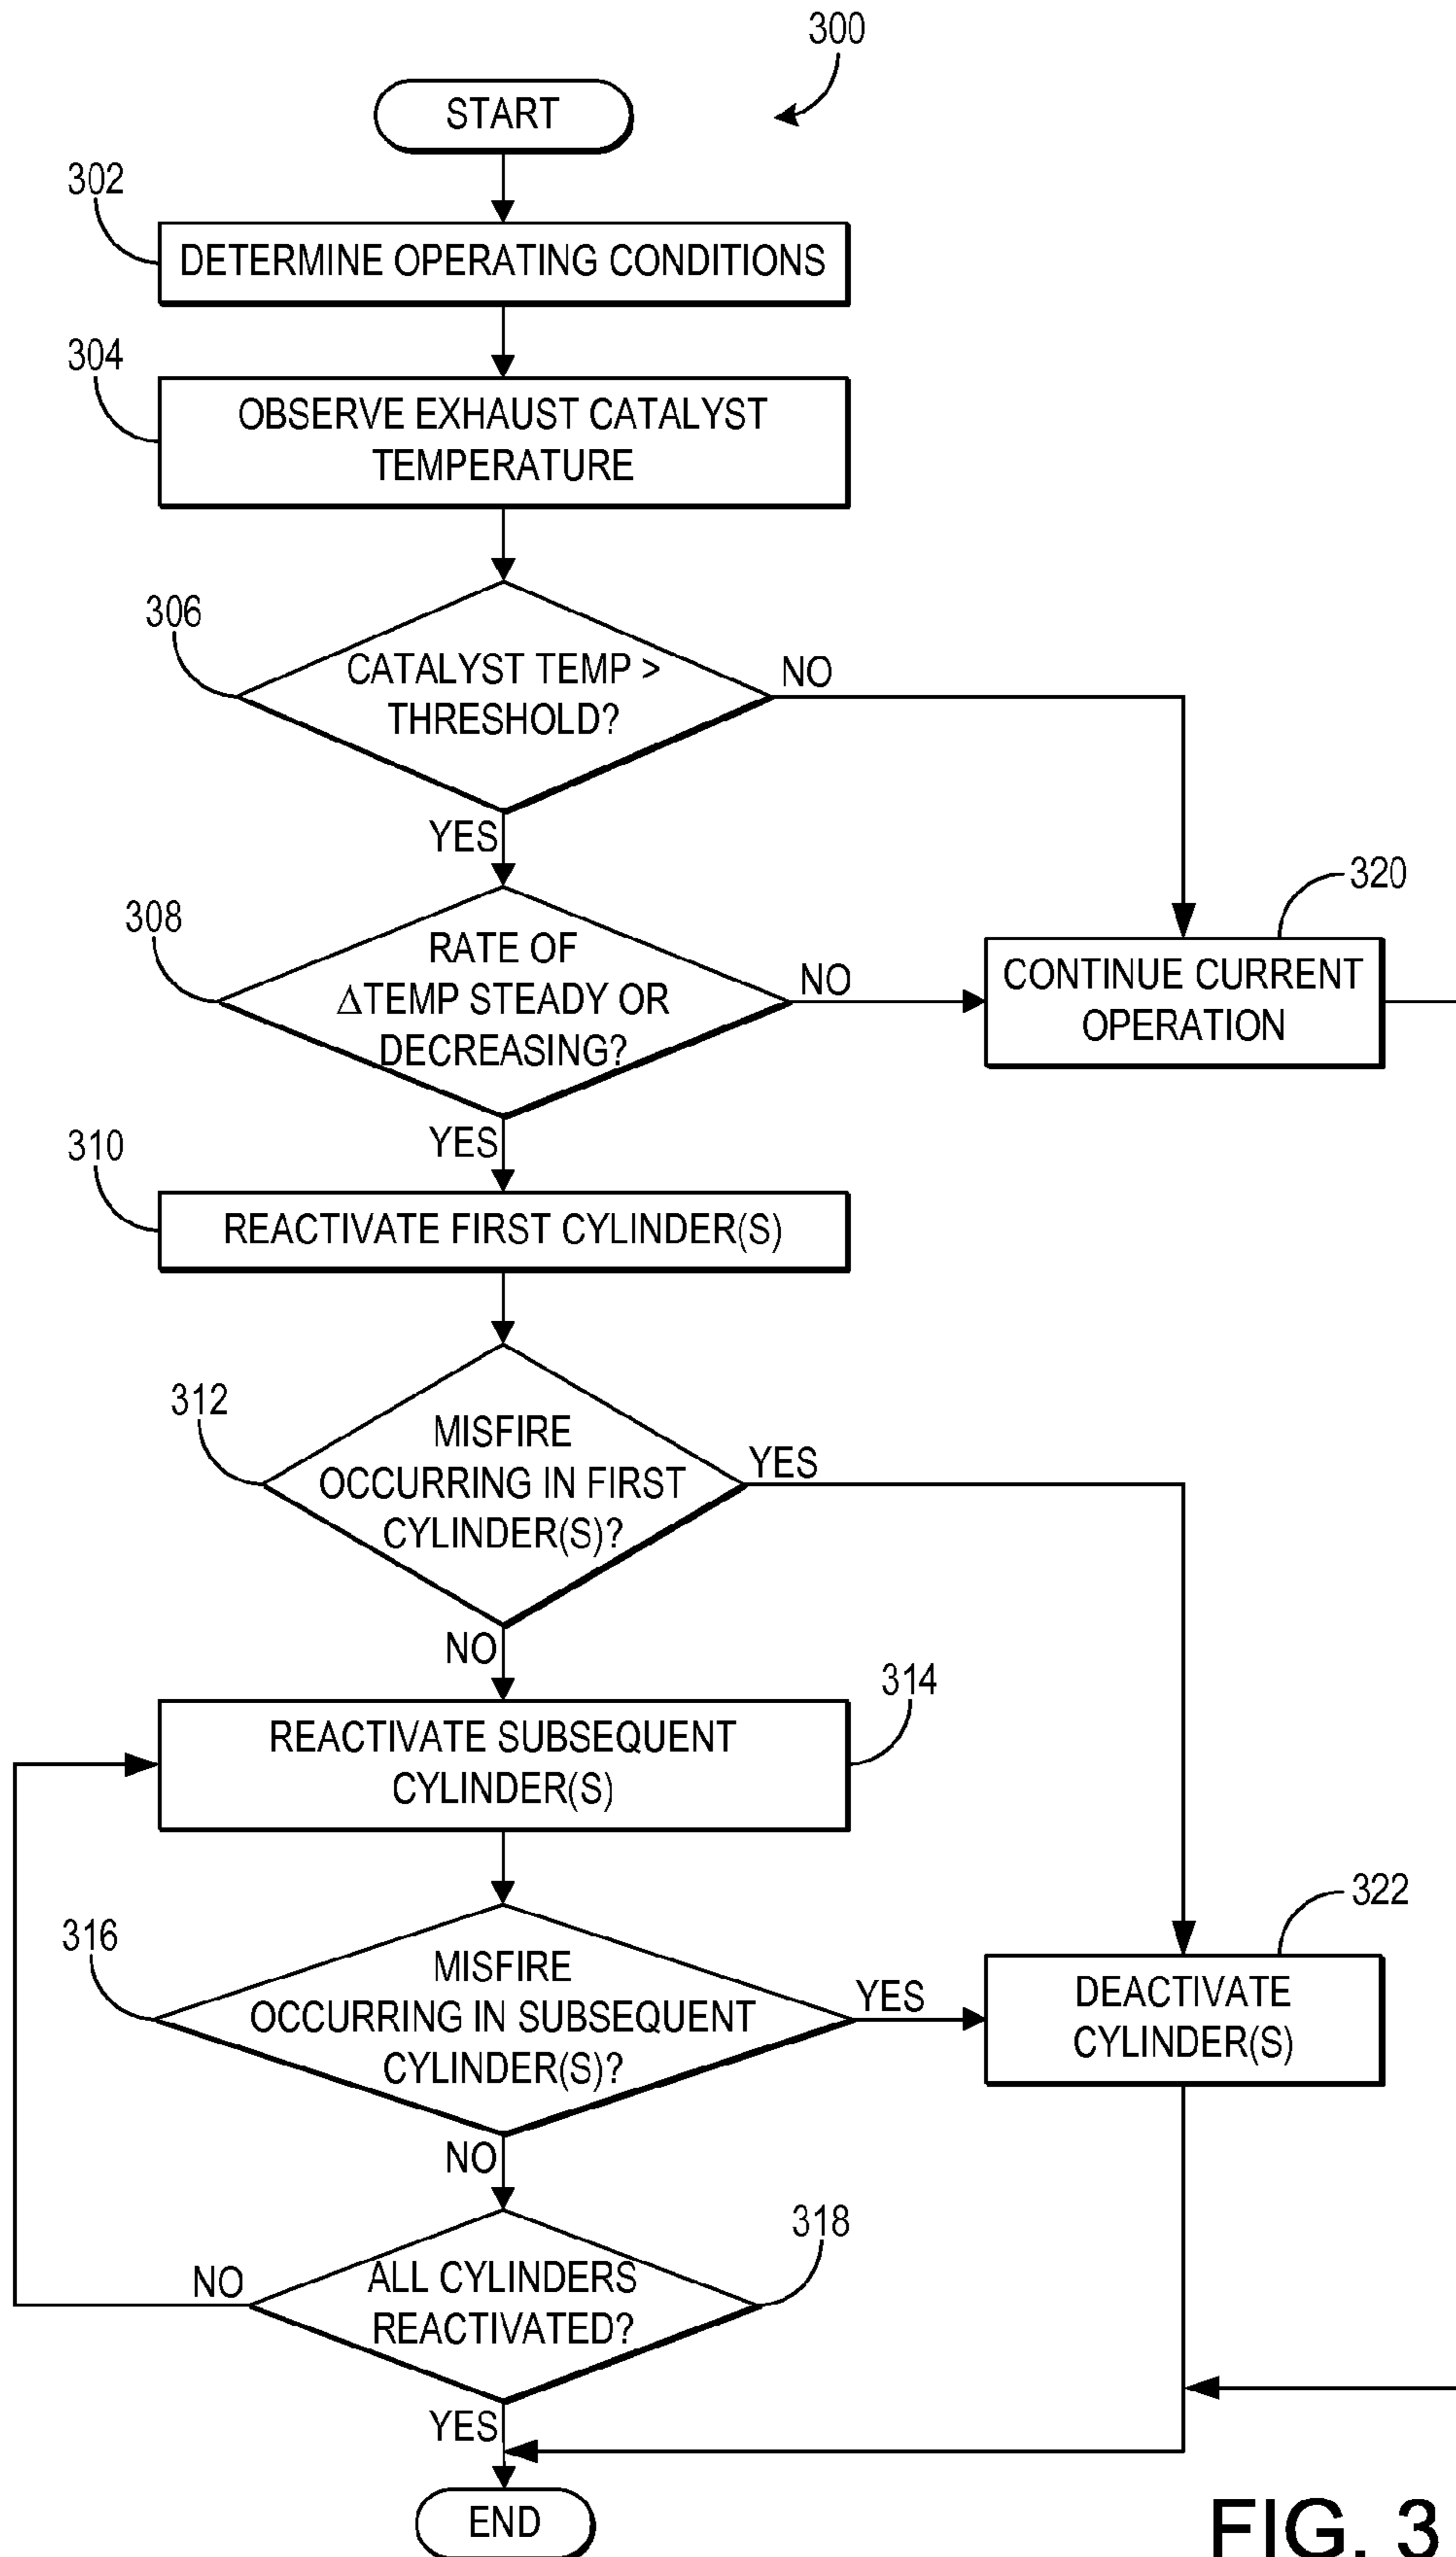 300
START
302
DETERMINE OPERATING CONDITIONS
304
OBSERVE EXHAUST CATALYST
TEMPERATURE
306
CATALYST TEMP >
THRESHOLD?
NO
YES
308
RATE OF
ΔTEMP STEADY OR
DECREASING?
NO
320
CONTINUE CURRENT
OPERATION
YES
310
REACTIVATE FIRST CYLINDER(S)
312
MISFIRE
OCCURRING IN FIRST
CYLINDER(S)?
YES
NO
314
REACTIVATE SUBSEQUENT
CYLINDER(S)
316
MISFIRE
OCCURRING IN SUBSEQUENT
CYLINDER(S)?
YES
322
DEACTIVATE
CYLINDER(S)
NO
318
ALL CYLINDERS
REACTIVATED?
NO
YES
END
FIG. 3